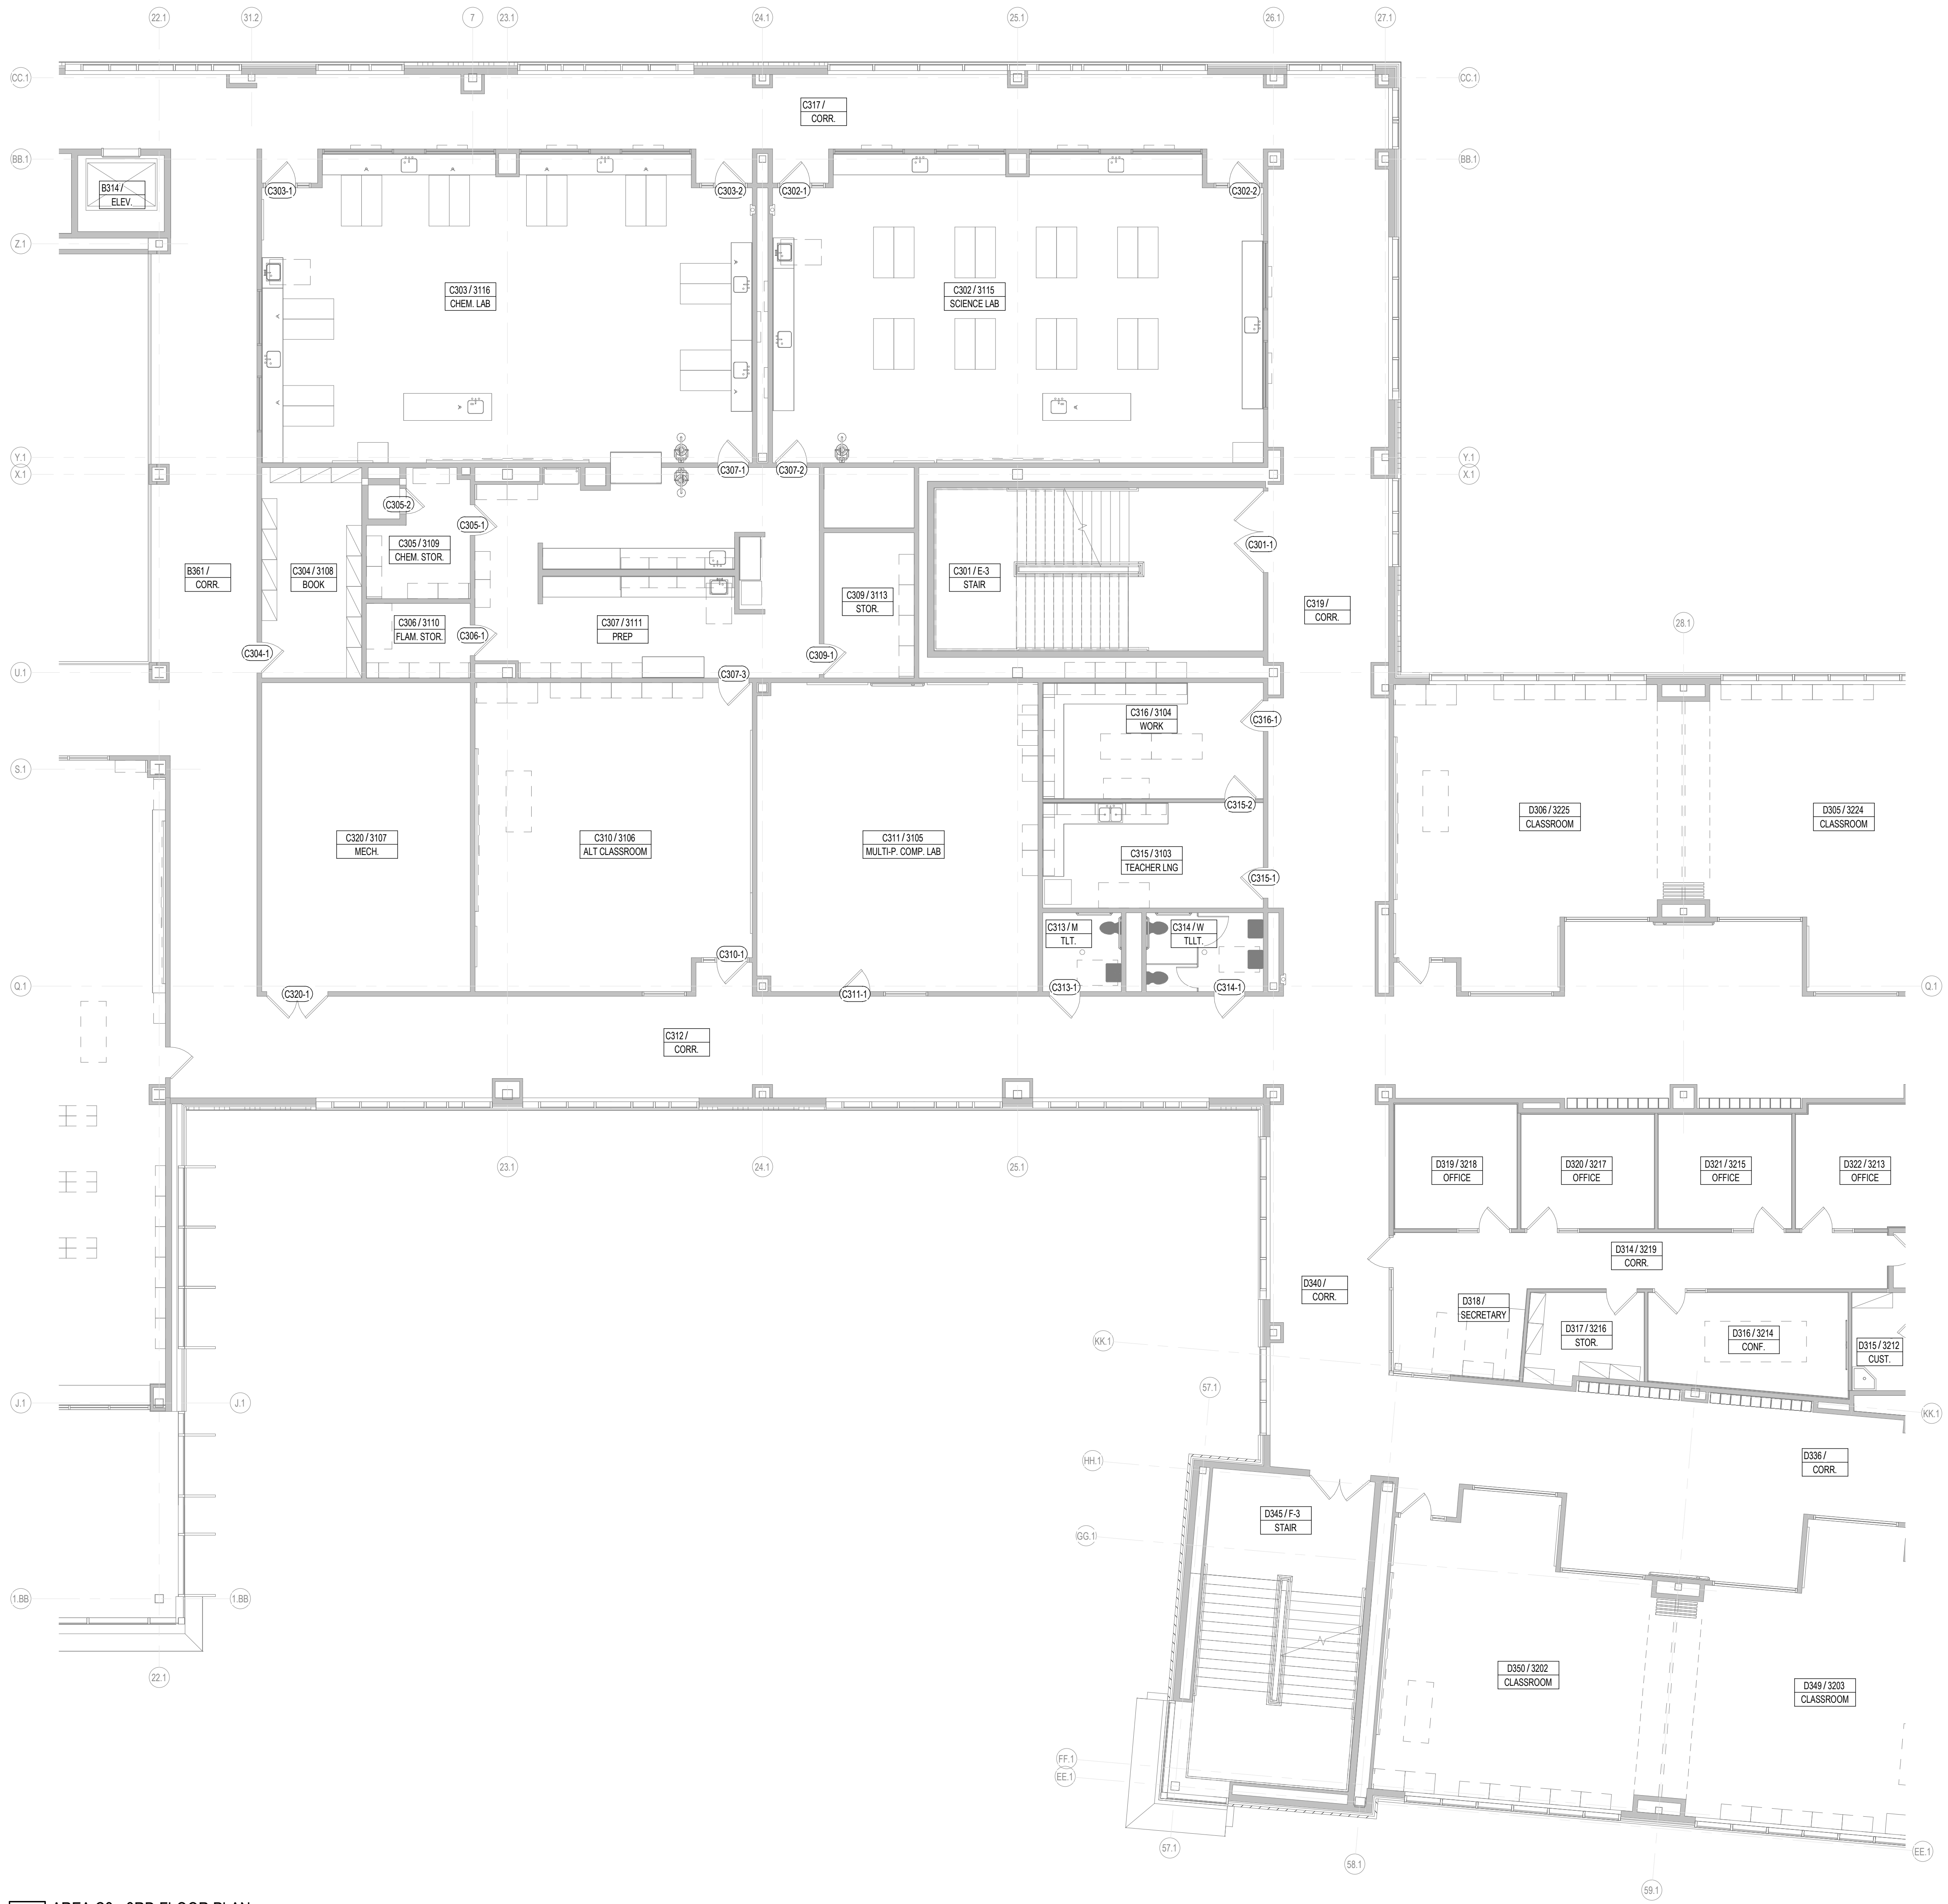 22.1 31.2 7 23.1 24.1 25.1 26.1 27.1
CC.1 CC.1
C317 /
CORR.
BB.1 BB.1
B314 /
ELEV.
C303-1 C303-2 C302-1 C302-2
Z.1
C303 / 3116
CHEM. LAB
C302 / 3115
SCIENCE LAB
Y.1 Y.1
X.1 X.1
C307-1 C307-2
C305-2
C305-1
C305 / 3109
CHEM. STOR.
C301-1
B361 /
CORR.
C304 / 3108
BOOK
C301 / E-3
STAIR
C309 / 3113
STOR.
C319 /
CORR.
C306 / 3110
FLAM. STOR.
C306-1
C307 / 3111
PREP
28.1
C304-1 C309-1
U.1
C307-3
C316 / 3104
WORK
C316-1
S.1
C315-2
D306 / 3225
CLASSROOM
D305 / 3224
CLASSROOM
C320 / 3107
MECH.
C310 / 3106
ALT CLASSROOM
C311 / 3105
MULTI-P. COMP. LAB
C315 / 3103
TEACHER LNG
C315-1
C313 / M
TLT.
C314 / W
TLLT.
C310-1
Q.1 Q.1
C320-1 C311-1 C313-1 C314-1
C312 /
CORR.
23.1 24.1 25.1
D319 / 3218
OFFICE
D320 / 3217
OFFICE
D321 / 3215
OFFICE
D322 / 3213
OFFICE
D314 / 3219
CORR.
D340 /
CORR.
D318 /
SECRETARY
D317 / 3216
STOR.
D316 / 3214
CONF.
D315 / 3212
CUST.
KK.1
57.1
J.1 J.1
KK.1
D336 /
CORR.
HH.1
D345 / F-3
STAIR
GG.1
1.BB 1.BB
22.1
D350 / 3202
CLASSROOM
D349 / 3203
CLASSROOM
FF.1
EE.1
57.1 58.1 59.1
EE.1